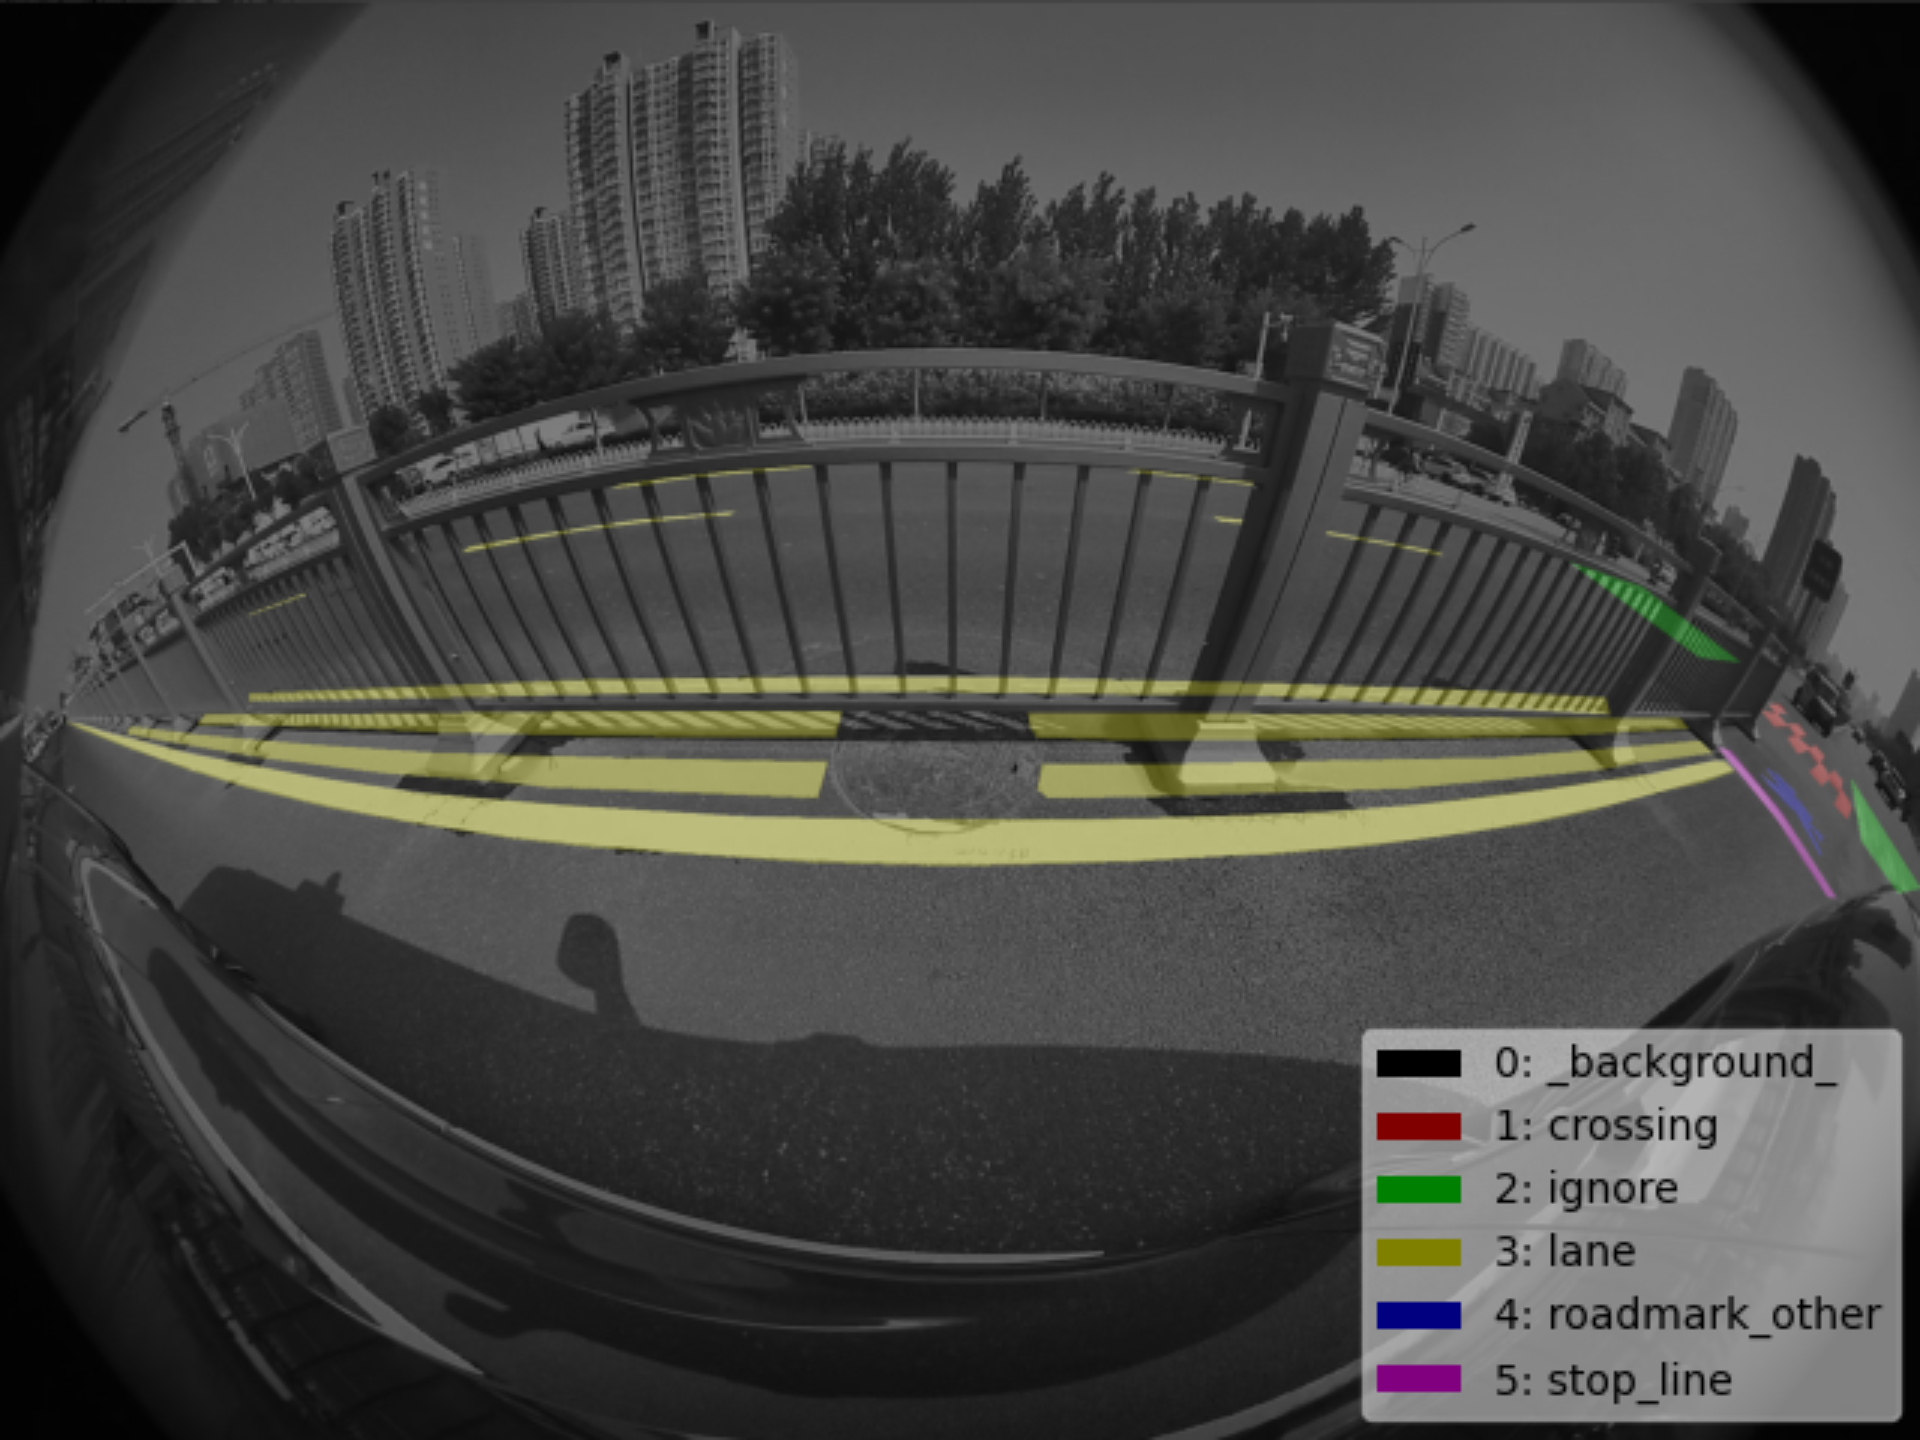 0: _background_
1: crossing
2: ignore
3: lane
4: roadmark_other
5: stop_line